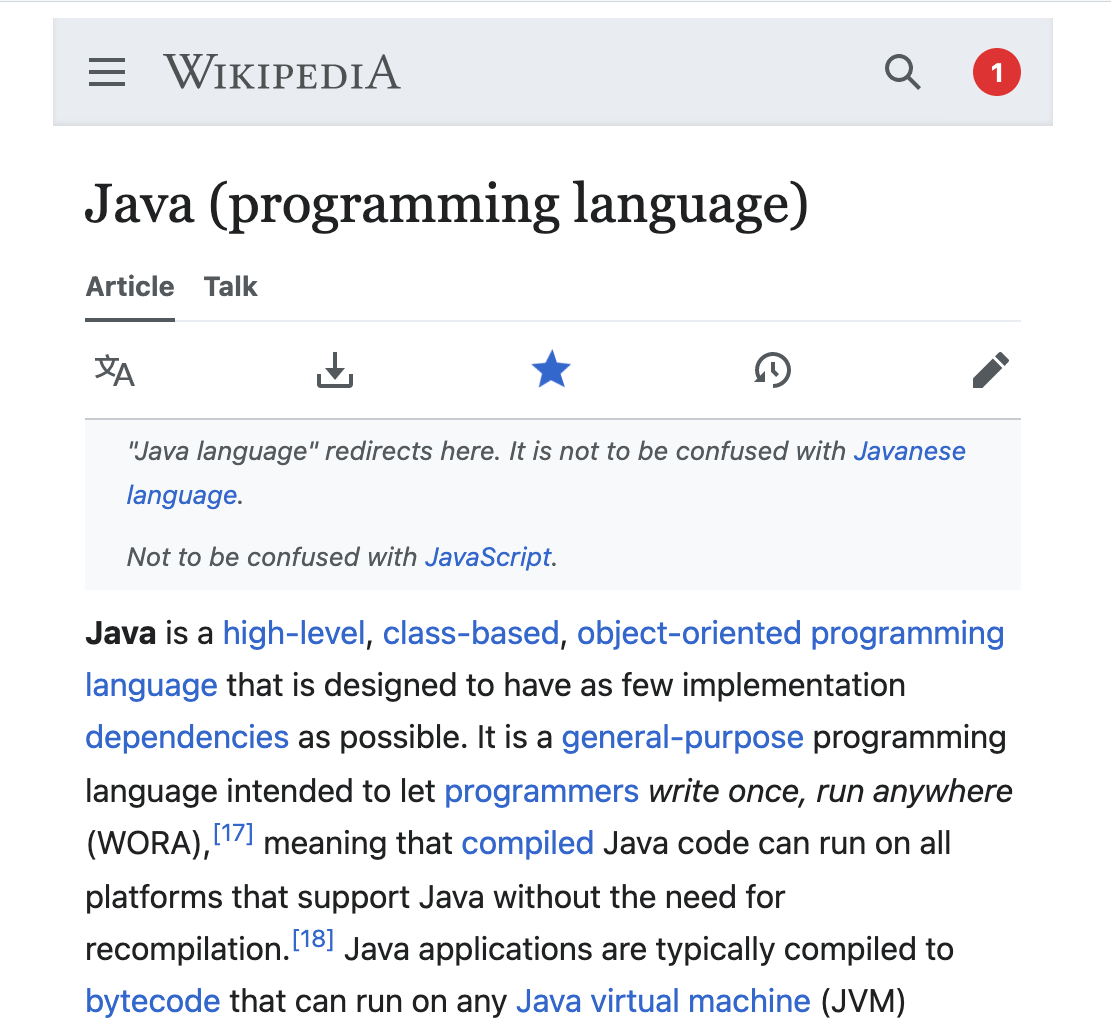 WIKIPEDIA
1
Java (programming language)
Article Talk
文A
"Java language" redirects here. It is not to be confused with Javanese
language.
Not to be confused with JavaScript.
Java is a high-level, class-based, object-oriented programming
language that is designed to have as few implementation
dependencies as possible. It is a general-purpose programming
language intended to let programmers write once, run anywhere
(WORA),[17] meaning that compiled Java code can run on all
platforms that support Java without the need for
recompilation.[18] Java applications are typically compiled to
bytecode that can run on any Java virtual machine (JVM)